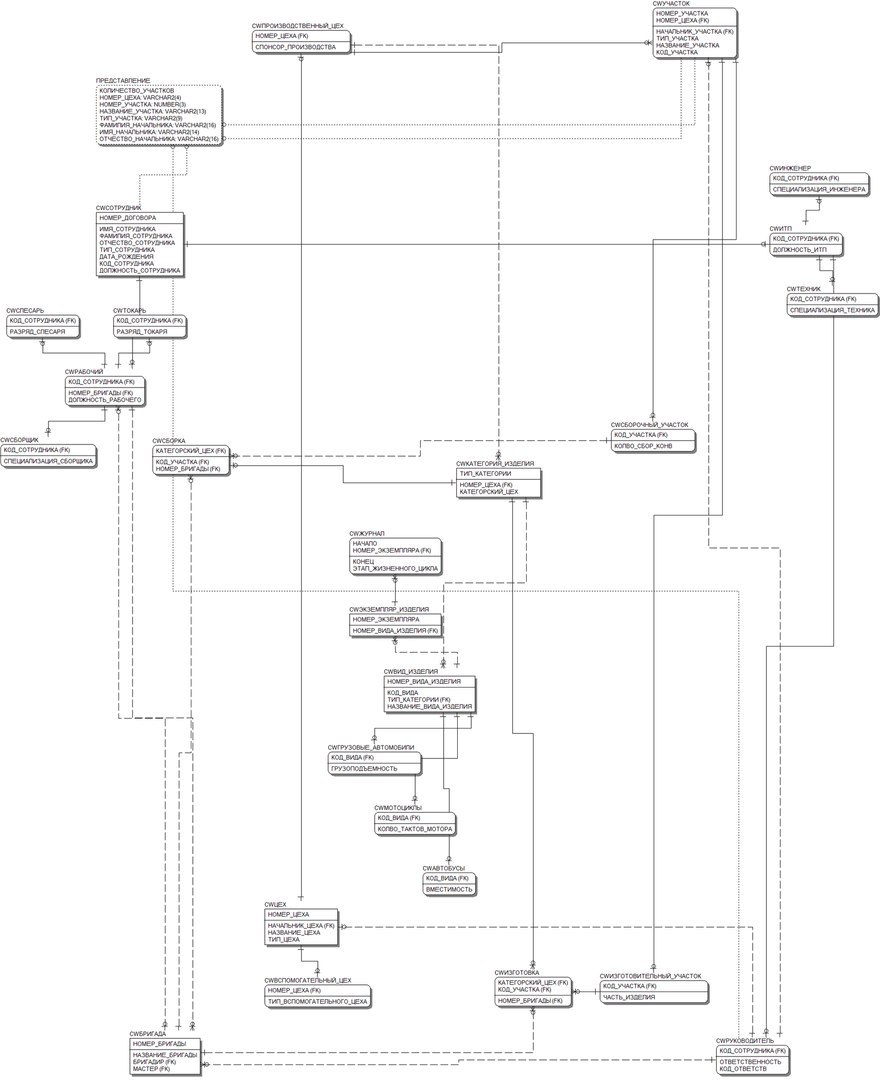 CWПРОИЗВОДСТВЕННЫЙ_ЦЕХ
НОМЕР_ЦЕХА (FK)
СПОНСОР_ПРОИЗВОДСТВА
CWУЧАСТОК
НОМЕР_УЧАСТКА
НОМЕР_ЦЕХА (FK)
НАЧАЛЬНИК_УЧАСТКА (FK)
ТИП_УЧАСТКА
НАЗВАНИЕ_УЧАСТКА
КОД_УЧАСТКА
ПРЕДСТАВЛЕНИЕ
КОЛИЧЕСТВО_УЧАСТКОВ
НОМЕР_ЦЕХА: VARCHAR2(4)
НОМЕР_УЧАСТКА: NUMBER(3)
НАЗВАНИЕ_УЧАСТКА: VARCHAR2(13)
ТИП_УЧАСТКА: VARCHAR2(9)
ФАМИЛИЯ_НАЧАЛЬНИКА: VARCHAR2(16)
ИМЯ_НАЧАЛЬНИКА: VARCHAR2(14)
ОТЧЕСТВО_НАЧАЛЬНИКА: VARCHAR2(16)
CWИНЖЕНЕР
КОД_СОТРУДНИКА (FK)
СПЕЦИАЛИЗАЦИЯ_ИНЖЕНЕРА
CWСОТРУДНИК
НОМЕР_ДОГОВОРА
ИМЯ_СОТРУДНИКА
ФАМИЛИЯ_СОТРУДНИКА
ОТЧЕСТВО_СОТРУДНИКА
ТИП_СОТРУДНИКА
ДАТА_РОЖДЕНИЯ
КОД_СОТРУДНИКА
ДОЛЖНОСТЬ_СОТРУДНИКА
CWИТП
КОД_СОТРУДНИКА (FK)
ДОЛЖНОСТЬ_ИТП
CWТЕХНИК
КОД_СОТРУДНИКА (FK)
СПЕЦИАЛИЗАЦИЯ_ТЕХНИКА
CWСЛЕСАРЬ
КОД_СОТРУДНИКА (FK)
РАЗРЯД_СЛЕСАРЯ
CWТОКАРЬ
КОД_СОТРУДНИКА (FK)
РАЗРЯД_ТОКАРЯ
CWРАБОЧИЙ
КОД_СОТРУДНИКА (FK)
НОМЕР_БРИГАДЫ (FK)
ДОЛЖНОСТЬ_РАБОЧЕГО
CWСБОРЩИК
КОД_СОТРУДНИКА (FK)
СПЕЦИАЛИЗАЦИЯ_СБОРЩИКА
CWСБОРКА
КАТЕГОРСКИЙ_ЦЕХ (FK)
КОД_УЧАСТКА (FK)
НОМЕР_БРИГАДЫ (FK)
CWСБОРОЧНЫЙ_УЧАСТОК
КОД_УЧАСТКА (FK)
КОЛВО_СБОР_КОНВ
CWКАТЕГОРИЯ_ИЗДЕЛИЯ
ТИП_КАТЕГОРИИ
НОМЕР_ЦЕХА (FK)
КАТЕГОРСКИЙ_ЦЕХ
CWЖУРНАЛ
НАЧАЛО
НОМЕР_ЭКЗЕМПЛЯРА (FK)
КОНЕЦ
ЭТАП_ЖИЗНЕННОГО_ЦИКЛА
CWЭКЗЕМПЛЯР_ИЗДЕЛИЯ
НОМЕР_ЭКЗЕМПЛЯРА
НОМЕР_ВИДА_ИЗДЕЛИЯ (FK)
CWВИД_ИЗДЕЛИЯ
НОМЕР_ВИДА_ИЗДЕЛИЯ
КОД_ВИДА
ТИП_КАТЕГОРИИ (FK)
НАЗВАНИЕ_ВИДА_ИЗДЕЛИЯ
CWГРУЗОВЫЕ_АВТОМОБИЛИ
КОД_ВИДА (FK)
ГРУЗОПОДЪЕМНОСТЬ
CWМОТОЦИКЛЫ
КОД_ВИДА (FK)
КОЛВО_ТАКТОВ_МОТОРА
CWАВТОБУСЫ
КОД_ВИДА (FK)
ВМЕСТИМОСТЬ
CWЦЕХ
НОМЕР_ЦЕХА
НАЧАЛЬНИК_ЦЕХА (FK)
НАЗВАНИЕ_ЦЕХА
ТИП_ЦЕХА
CWВСПОМОГАТЕЛЬНЫЙ_ЦЕХ
НОМЕР_ЦЕХА (FK)
ТИП_ВСПОМОГАТЕЛЬНОГО_ЦЕХА
CWИЗГОТОВКА
КАТЕГОРСКИЙ_ЦЕХ (FK)
КОД_УЧАСТКА (FK)
НОМЕР_БРИГАДЫ (FK)
CWИЗГОТОВИТЕЛЬНЫЙ_УЧАСТОК
КОД_УЧАСТКА (FK)
ЧАСТЬ_ИЗДЕЛИЯ
CWБРИГАДА
НОМЕР_БРИГАДЫ
НАЗВАНИЕ_БРИГАДЫ
БРИГАДИР (FK)
МАСТЕР (FK)
CWРУКОВОДИТЕЛЬ
КОД_СОТРУДНИКА (FK)
ОТВЕТСТВЕННОСТЬ
КОД_ОТВЕТСТВ